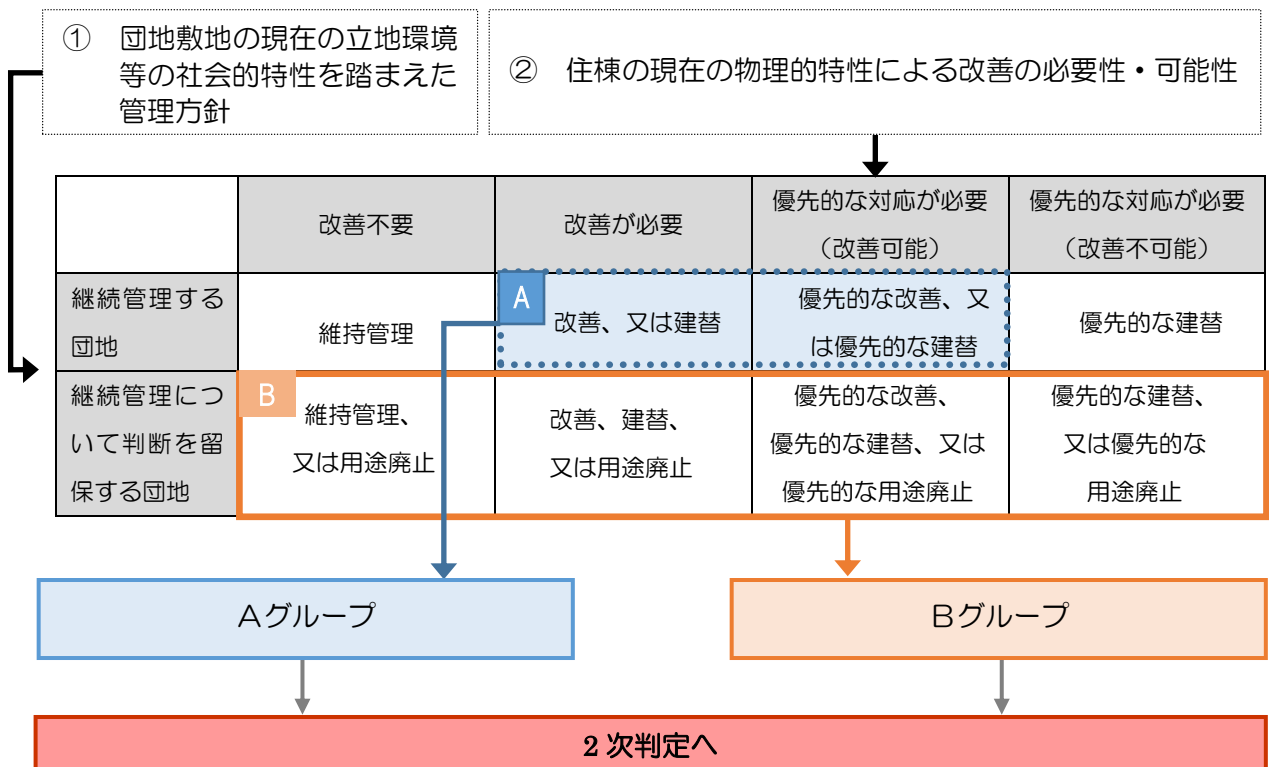 ① 団地敷地の現在の立地環境
等の社会的特性を踏まえた
管理方針
② 住棟の現在の物理的特性による改善の必要性・可能性
改善不要
改善が必要
優先的な対応が必要
（改善可能）
優先的な対応が必要
（改善不可能）
継続管理する
団地
維持管理
A
改善、又は建替
優先的な改善、又
は優先的な建替
優先的な建替
継続管理につ
いて判断を留
保する団地
B
維持管理、
又は用途廃止
改善、建替、
又は用途廃止
優先的な改善、
優先的な建替、又は
優先的な用途廃止
優先的な建替、
又は優先的な
用途廃止
Aグループ
Bグループ
2 次判定へ